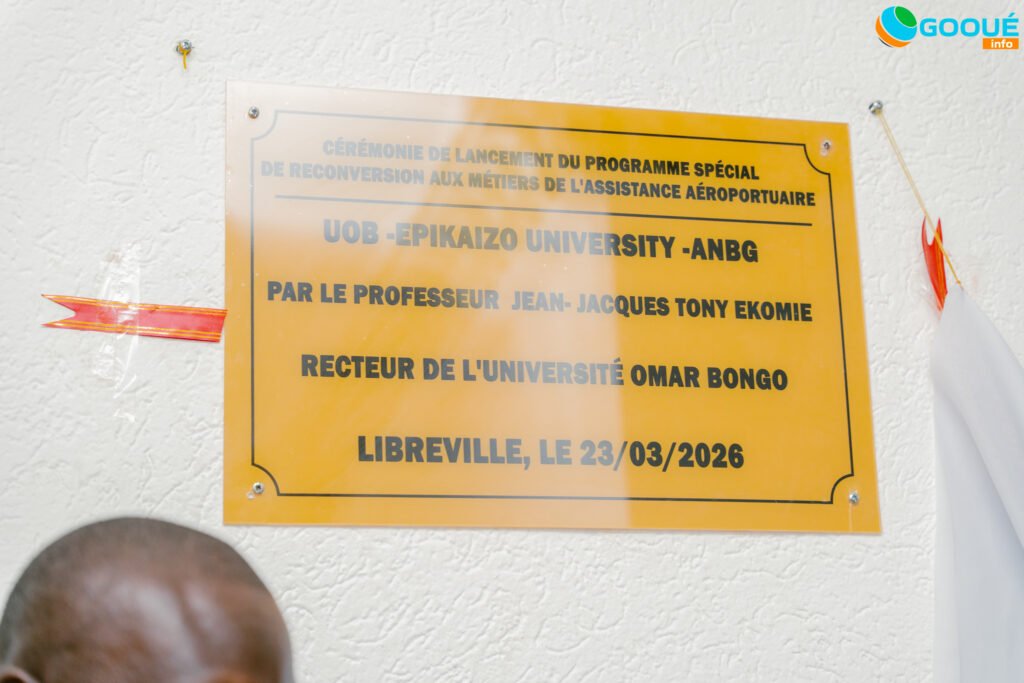 GOOUÉ
info
CÉRÉMONIE DE LANCEMENT DU PROGRAMME SPÉCIAL
DE RECONVERSION AUX MÉTIERS DE L'ASSISTANCE AÉROPORTUAIRE
UOB -EPIKAIZO UNIVERSITY -ANBG
PAR LE PROFESSEUR JEAN- JACQUES TONY EKOMIE
RECTEUR DE L'UNIVERSITÉ OMAR BONGO
LIBREVILLE, LE 23/03/2026